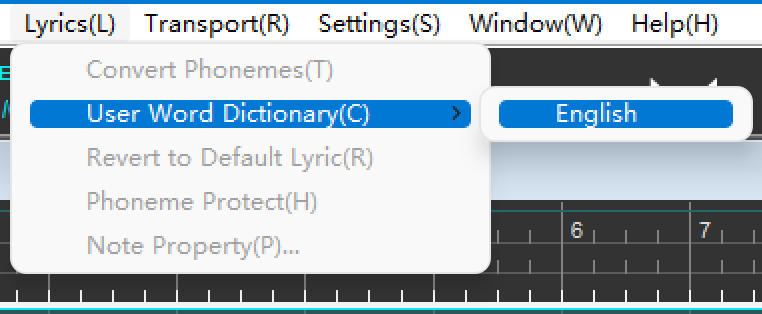 Lyrics(L) Transport(R) Settings(S) Window(W) Help(H)
Convert Phonemes(T)
User Word Dictionary(C) English
Revert to Default Lyric(R)
Phoneme Protect(H)
Note Property(P)...
6 7